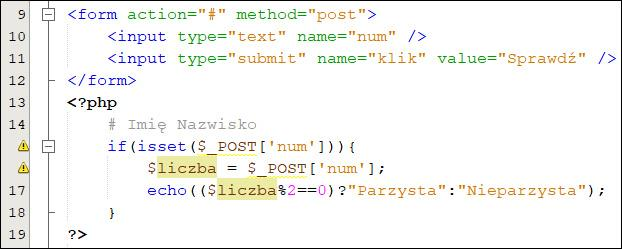 9 <form action="#" method="post">
10 <input type="text" name="num" />
11 <input type="submit" name="klik" value="Sprawdź" />
12 </form>
13 <?php
14 # Imię Nazwisko
if(isset($_POST['num'])){
$liczba = $_POST['num'];
17 echo(($liczba%2==0)?"Parzysta":"Nieparzysta");
18 }
19 ?>